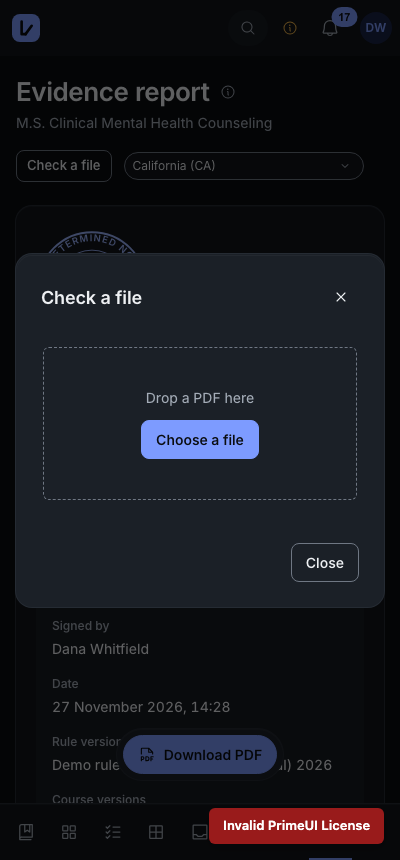 17
DW
Evidence report
M.S. Clinical Mental Health Counseling
Check a file
California (CA)
Check a file
Drop a PDF here
Choose a file
Close
Signed by
Dana Whitfield
Date
27 November 2026, 14:28
Rule version
Demo rule
2026
PDF
Download PDF
Course versions
Invalid PrimeUI License